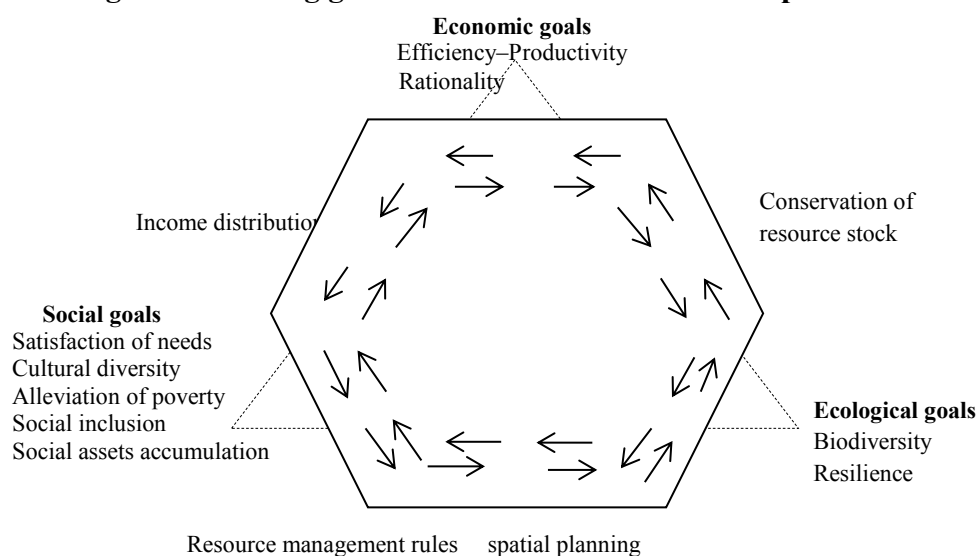 Economic goals
Efficiency–Productivity
Rationality
Income distribution
Conservation of
resource stock
Social goals
Satisfaction of needs
Cultural diversity
Alleviation of poverty
Social inclusion
Social assets accumulation
Ecological goals
Biodiversity
Resilience
Resource management rules spatial planning